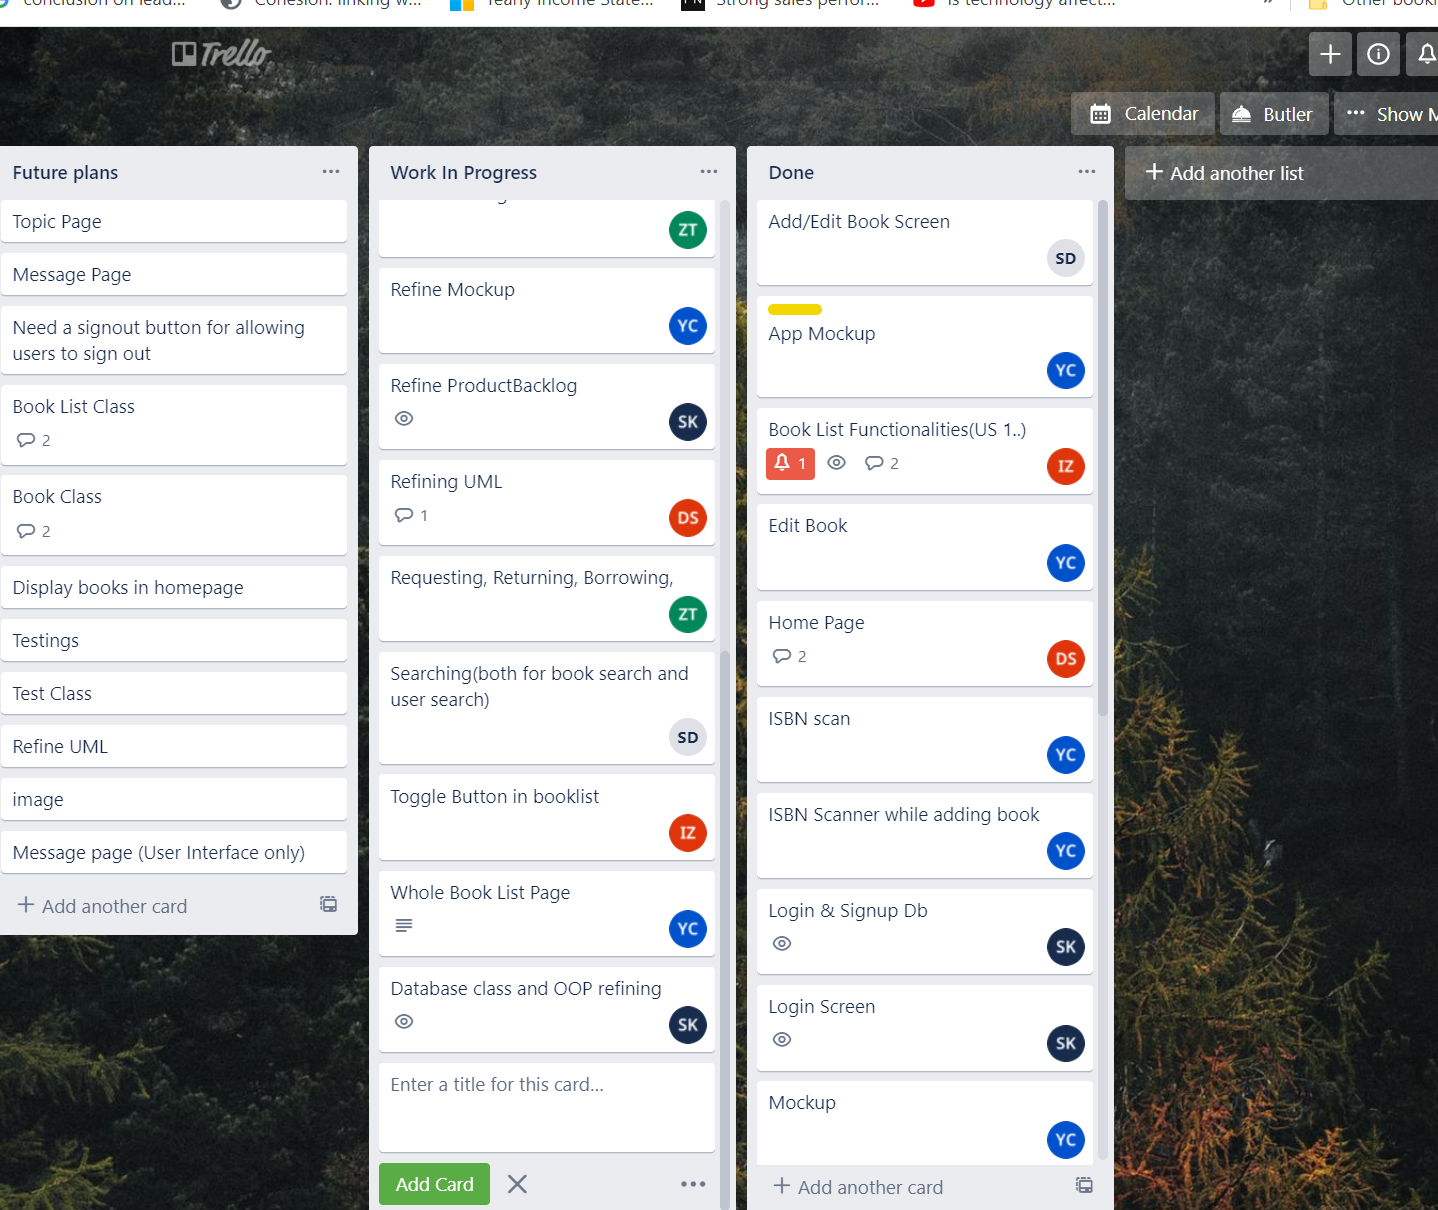 conclusion on lead...
Cohesion: linking w...
Yearly Income State...
Strong sales perfor...
Is technology affect...
»
Trello
Calendar
Butler
Show
Future plans
Topic Page
Message Page
Need a signout button for allowing
users to sign out
Book List Class
2
Book Class
2
Display books in homepage
Testings
Test Class
Refine UML
image
Message page (User Interface only)
Add another card
Work In Progress
ZT
Refine Mockup
YC
Refine ProductBacklog
SK
Refining UML
1
DS
Requesting, Returning, Borrowing,
ZT
Searching(both for book search and
user search)
SD
Toggle Button in booklist
IZ
Whole Book List Page
YC
Database class and OOP refining
SK
Enter a title for this card...
Add Card
Done
Add/Edit Book Screen
SD
App Mockup
YC
Book List Functionalities(US 1..)
1
2
IZ
Edit Book
YC
Home Page
2
DS
ISBN scan
YC
ISBN Scanner while adding book
YC
Login & Signup Db
SK
Login Screen
SK
Mockup
YC
Add another card
Add another list